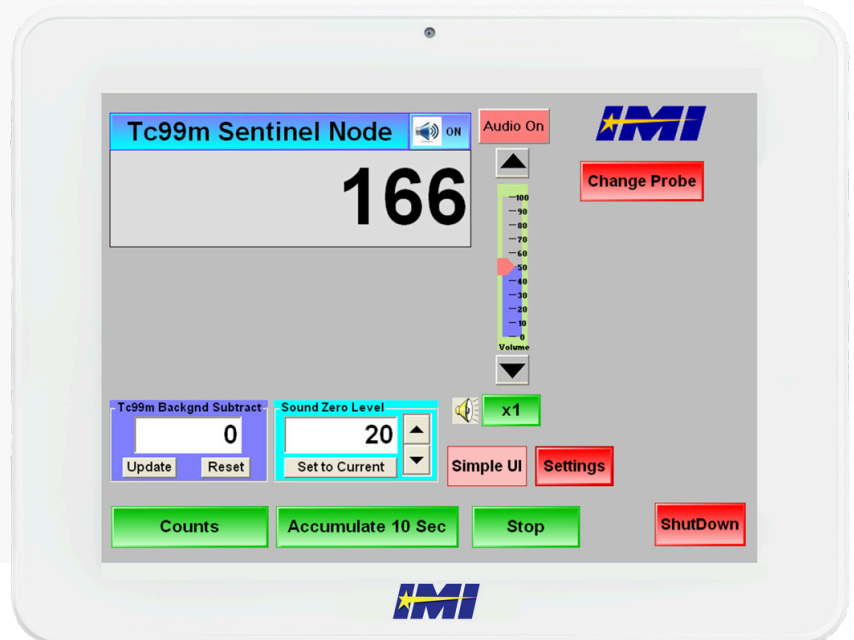 Tc99m Sentinel Node ON
Audio On
IMI
166
Change Probe
100
90
80
70
60
50
40
30
20
10
0
Volume
Tc99m Backgnd Subtract
0
Update Reset
Sound Zero Level
20
Set to Current
x1
Simple UI
Settings
Counts
Accumulate 10 Sec
Stop
ShutDown
IMI